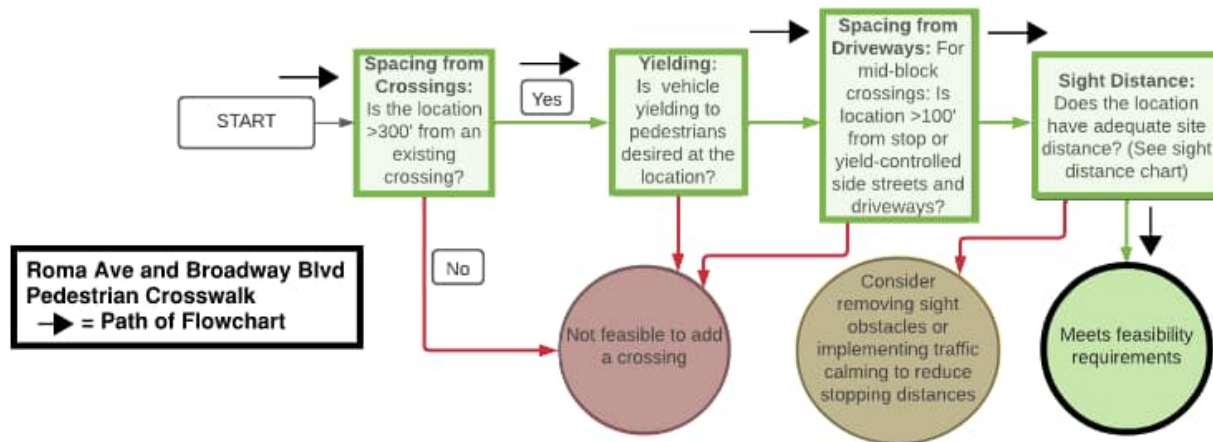 START
Spacing from
Crossings:
Is the location
>300' from an
existing
crossing?
Yes
No
Yielding:
Is vehicle
yielding to
pedestrians
desired at the
location?
Spacing from
Driveways: For
mid-block
crossings: Is
location >100'
from stop or
yield-controlled
side streets and
driveways?
Sight Distance:
Does the location
have adequate site
distance? (See sight
distance chart)
Roma Ave and Broadway Blvd
Pedestrian Crosswalk
= Path of Flowchart
Not feasible to add
a crossing
Consider
removing sight
obstacles or
implementing traffic
calming to reduce
stopping distances
Meets feasibility
requirements